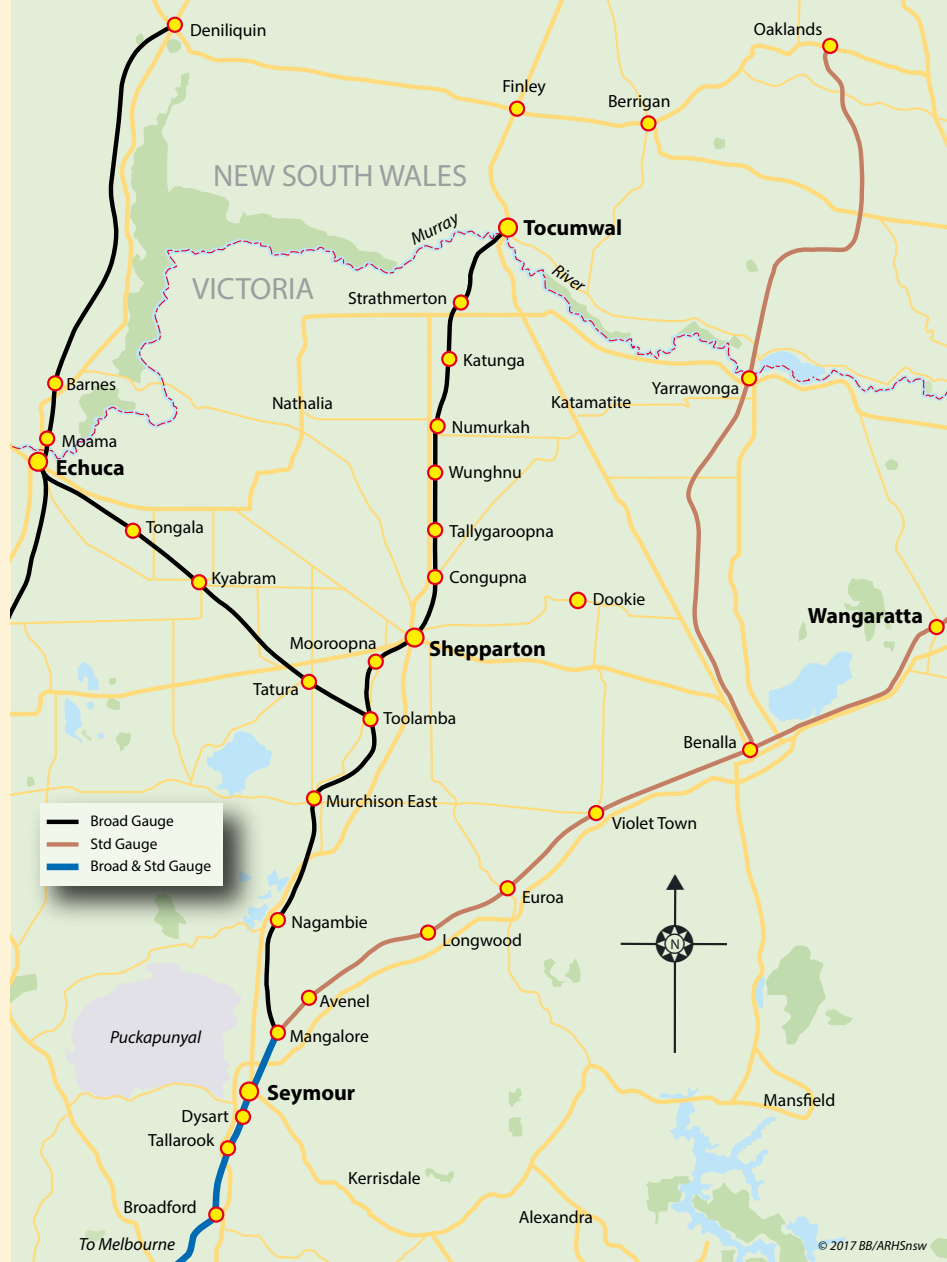 Deniliquin
Oaklands
Finley
Berrigan
NEW SOUTH WALES
Murray
Tocumwal
River
VICTORIA
Strathmerton
Katunga
Yarrawonga
Barnes
Nathalia
Katamatite
Numurkah
Moama
Echuca
Wunghnu
Tongala
Tallygaroopna
Kyabram
Congupna
Dookie
Wangaratta
Mooroopna
Shepparton
Tatura
Toolamba
Benalla
Murchison East
Violet Town
Broad Gauge
Std Gauge
Broad & Std Gauge
Euroa
Nagambie
Longwood
N
Avenel
Puckapunyal
Mangalore
Seymour
Mansfield
Dysart
Tallarook
Kerrisdale
Broadford
Alexandra
To Melbourne
© 2017 BB/ARHSnsw